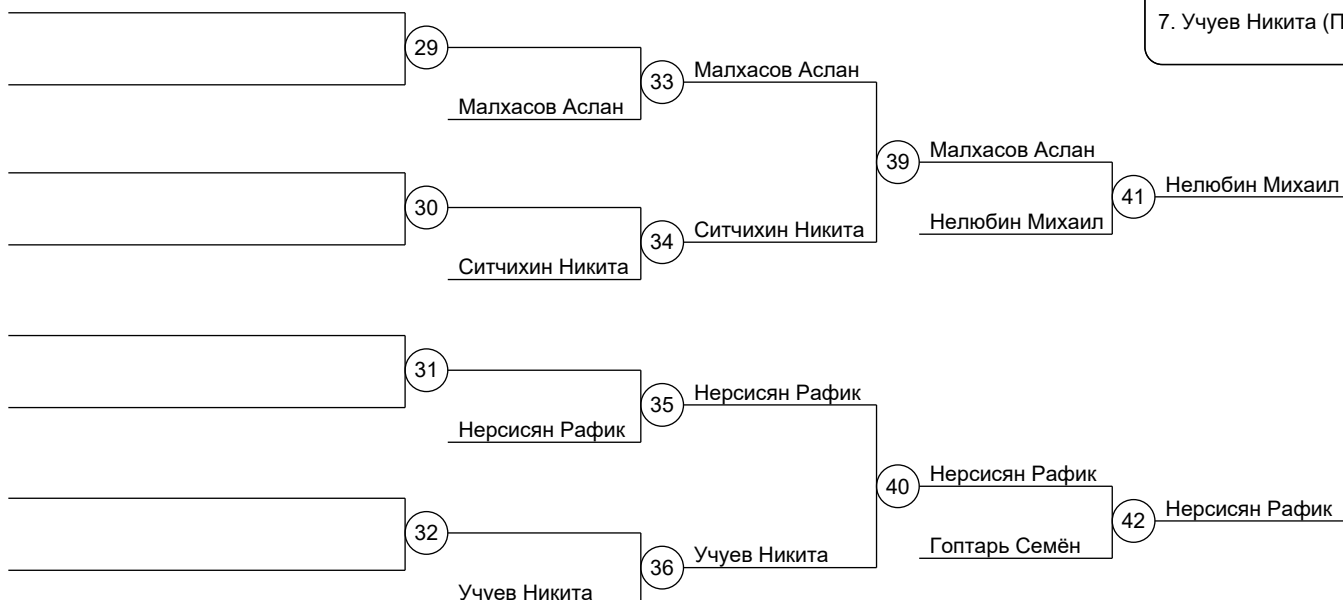 7. Учуев Никита (П
29
33
Малхасов Аслан
Малхасов Аслан
39
Малхасов Аслан
41
Нелюбин Михаил
30
34
Ситчихин Никита
Нелюбин Михаил
Ситчихин Никита
31
35
Нерсисян Рафик
Нерсисян Рафик
40
Нерсисян Рафик
42
Нерсисян Рафик
32
36
Учуев Никита
Гоптарь Семён
Учуев Никита